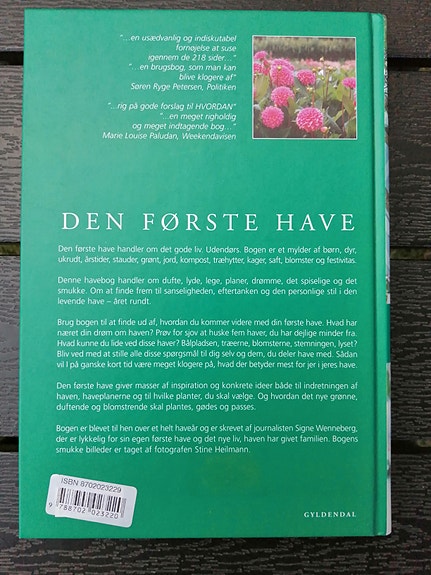 "...en usædvanlig og indiskutabel
fornøjelse at suse
igennem de 218 sider..."
"...en brugsbog, som man kan
blive klogere af"
Søren Ryge Petersen, Politiken
"...rig på gode forslag til HVORDAN"
"...en meget righoldig
og meget indtagende bog..."
Marie Louise Paludan, Weekendavisen
DEN FØRSTE HAVE
Den første have handler om det gode liv. Udendørs. Bogen er et mylder af børn, dyr,
ukrudt, årstider, stauder, grønt, jord, kompost, træhytter, kager, saft, blomster og festivitas.
Denne havebog handler om dufte, lyde, lege, planer, drømme, det spiselige og det
smukke. Om at finde frem til sanseligheden, eftertanken og den personlige stil i den
levende have – året rundt.
Brug bogen til at finde ud af, hvordan du kommer videre med din første have. Hvad har
næret din drøm om haven? Prøv for sjov at huske fem haver, du har dejlige minder fra.
Hvad kunne du lide ved disse haver? Bålpladsen, træerne, blomsterne, stemningen, lyset?
Bliv ved med at stille alle disse spørgsmål til dig selv og dem, du deler have med. Sådan
vil I på ganske kort tid være meget klogere på, hvad der betyder mest for jer i jeres have.
Den første have giver masser af inspiration og konkrete ideer både til indretningen af
haven, haveplanerne og til hvilke planter, du skal vælge. Og hvordan det nye grønne,
duftende og blomstrende skal plantes, gødes og passes.
Bogen er blevet til hen over et helt haveår og er skrevet af journalisten Signe Wenneberg,
der er lykkelig for sin egen første have og det nye liv, haven har givet familien. Bogens
smukke billeder er taget af fotografen Stine Heilmann.
ISBN 8702023229
9 788702 023220
GYLDENDAL